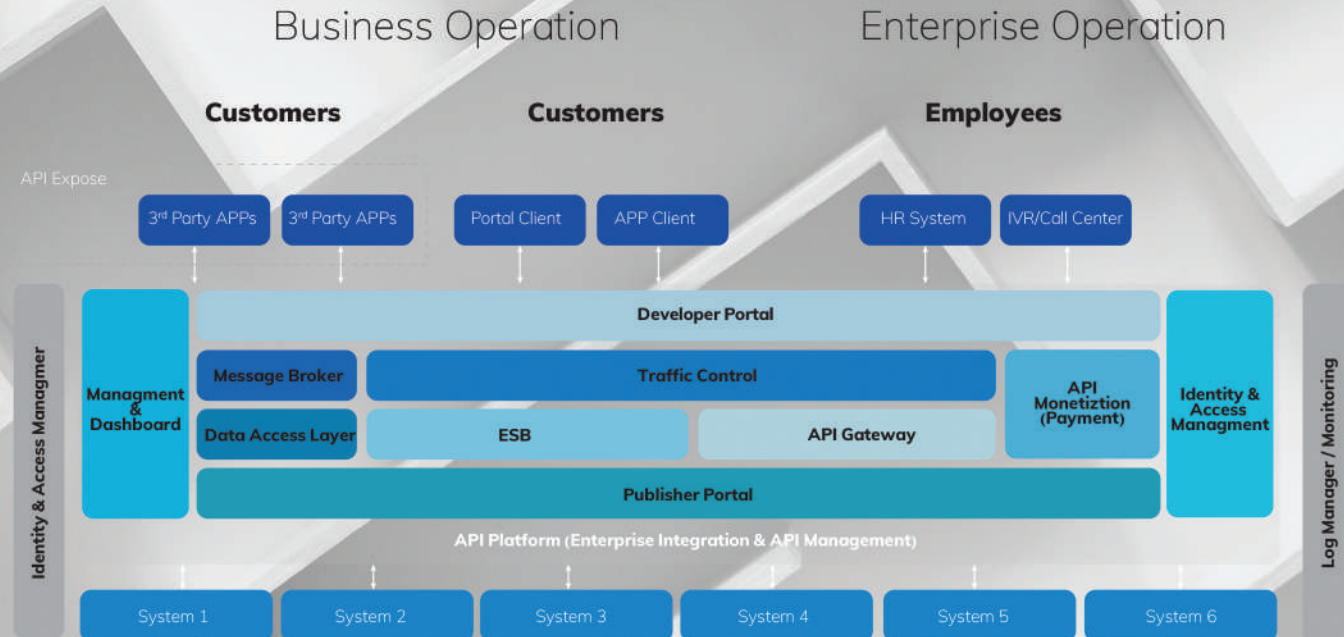 Business Operation
Enterprise Operation
Customers
Customers
Employees
API Expose
3rd Party APPs
3rd Party APPs
Portal Client
APP Client
HR System
IVR/Call Center
Identity & Access Managmer
Managment
&
Dashboard
Developer Portal
Message Broker
Traffic Control
API
Monetiztion
(Payment)
Data Access Layer
ESB
API Gateway
Publisher Portal
Identity &
Access
Managment
Log Manager / Monitoring
API Platform (Enterprise Integration & API Management)
System 1
System 2
System 3
System 4
System 5
System 6